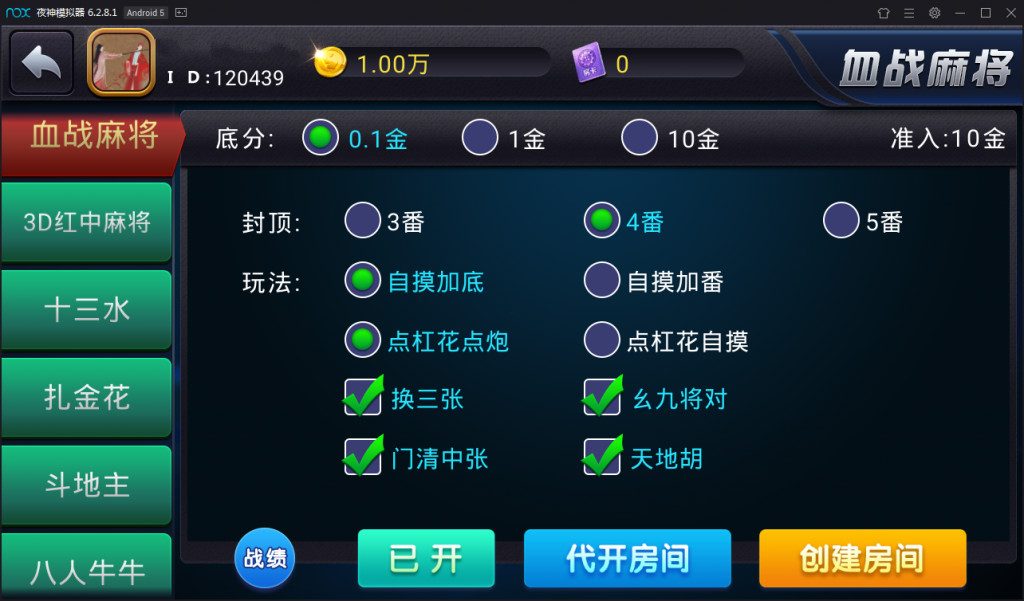 nox 夜神模拟器 6.2.8.1 Android 5
I D:120439 1.00万 0 血战麻将
血战麻将
底分: 0.1金 1金 10金 准入:10金
3D红中麻将
封顶: 3番 4番 5番
玩法: 自摸加底 自摸加番
十三水
点杠花点炮 点杠花自摸
扎金花
换三张 幺九将对
门清中张 天地胡
斗地主
八人牛牛
战绩 已 开 代开房间 创建房间